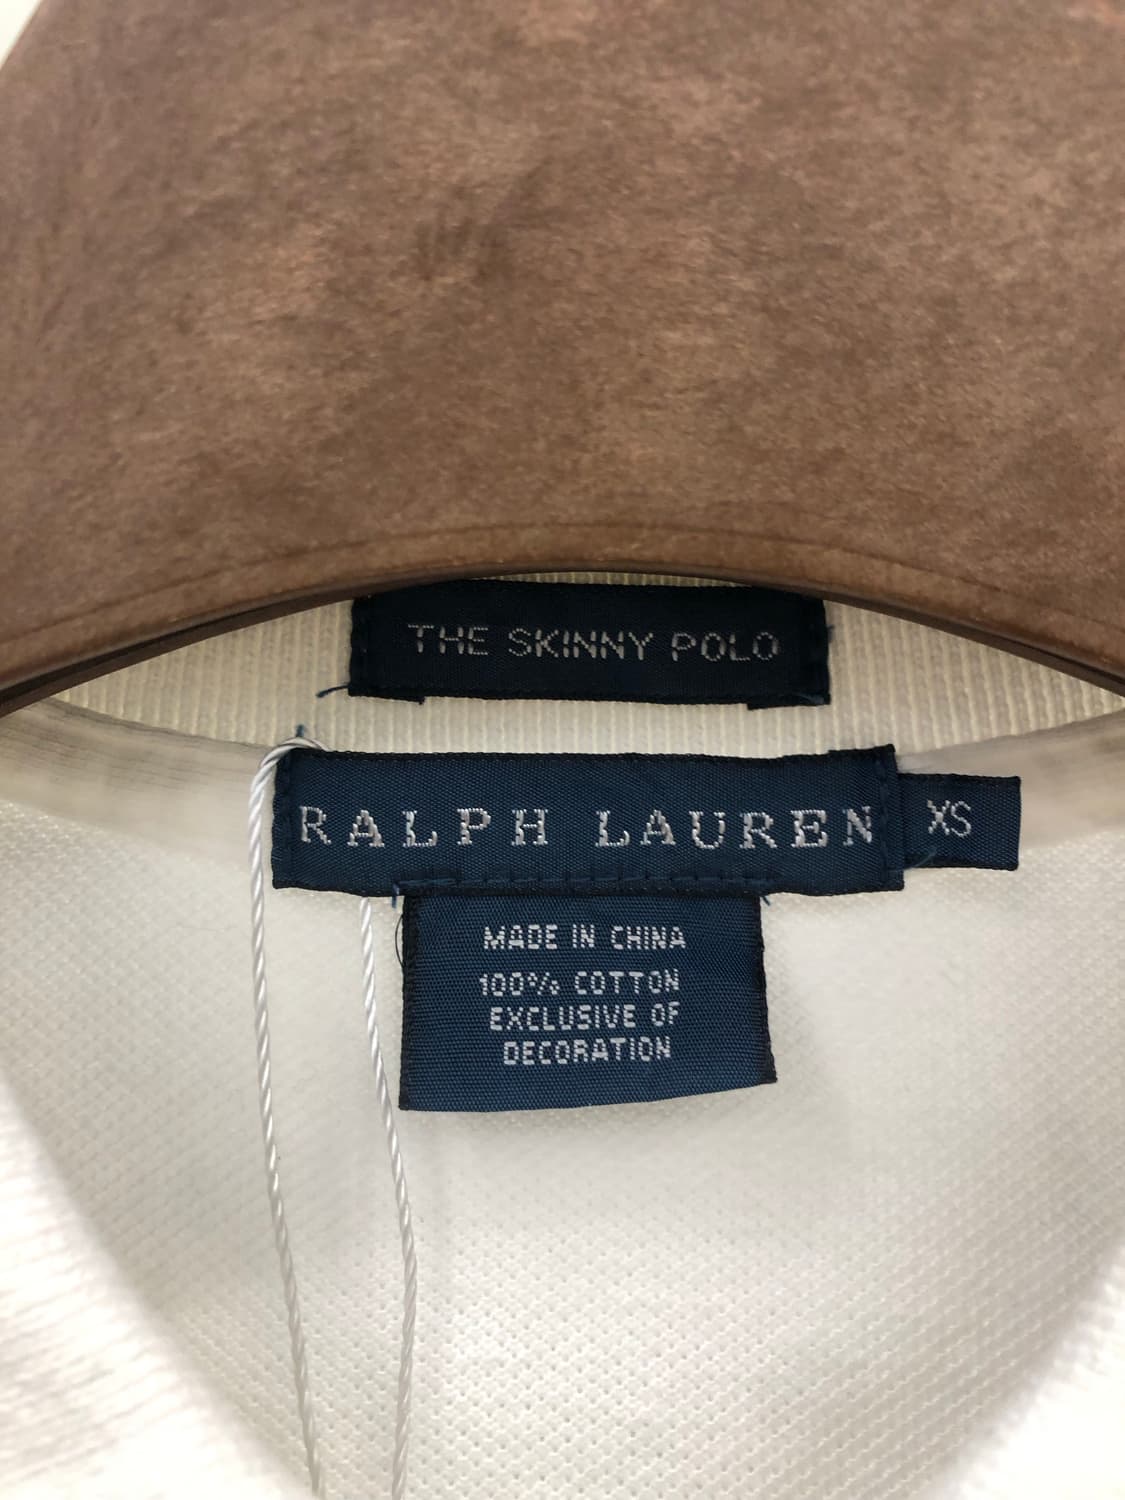 THE SKINNY POLO
RALPH LAUREN
XS
MADE IN CHINA
100% COTTON
EXCLUSIVE OF
DECORATION